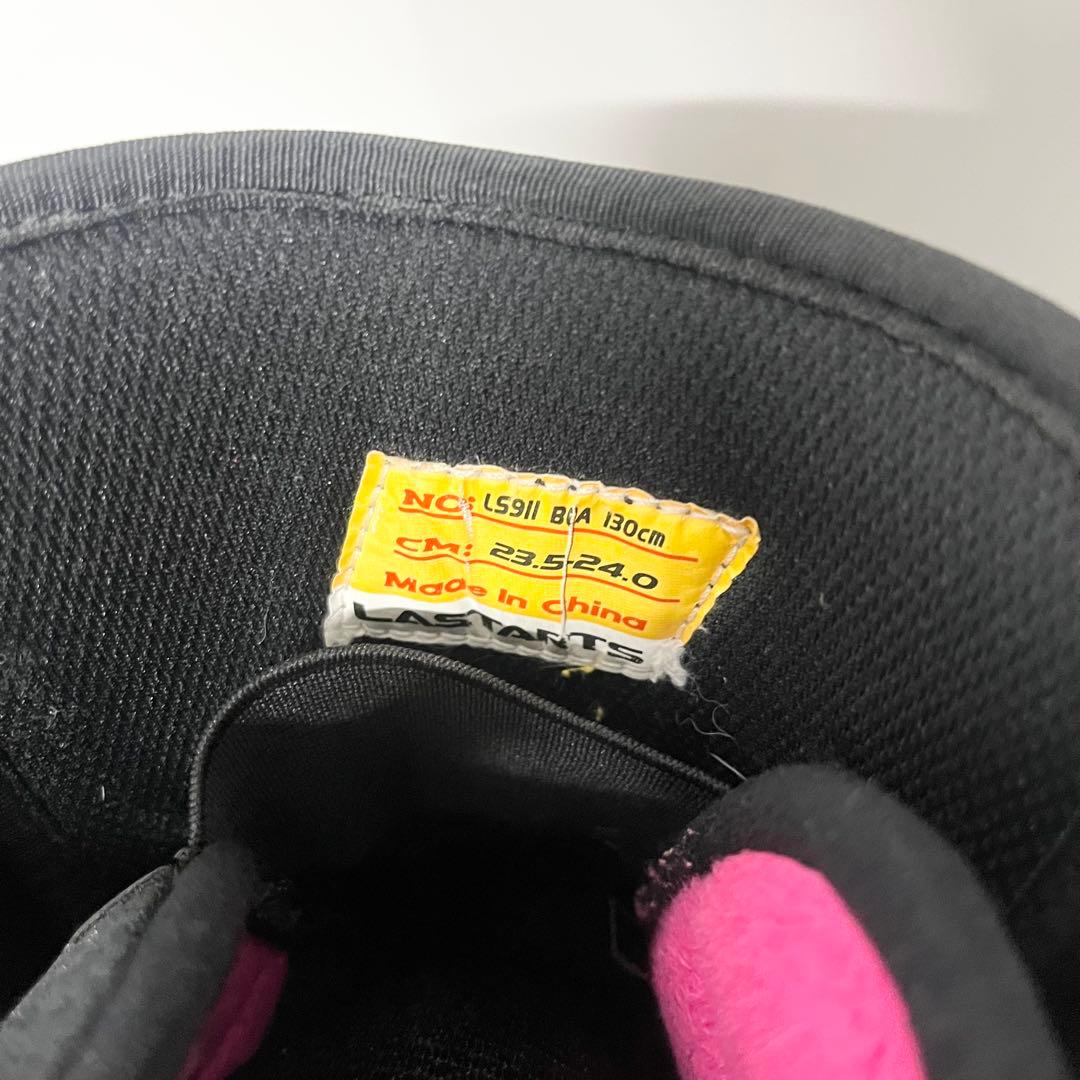 NO: LS911 BOA 130cm
CM: 23.5-24.0
Made In China
LASTARTS